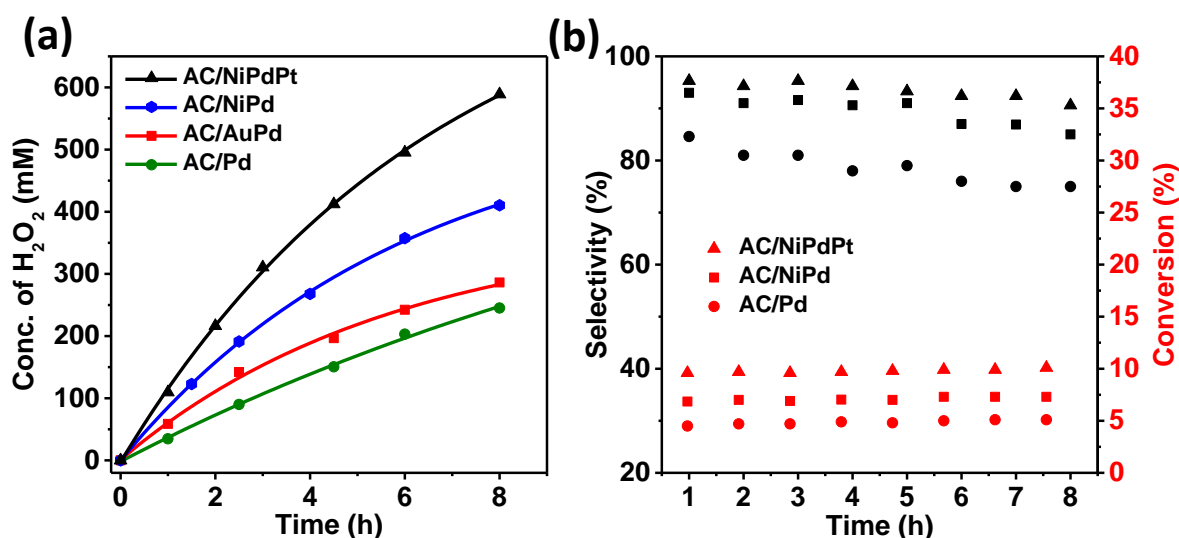 (a)
Conc. of H₂O₂ (mM)
600
500
400
300
200
100
0
AC/NiPdPt
AC/NiPd
AC/AuPd
AC/Pd
0 2 4 6 8
Time (h)
(b)
Selectivity (%)
100
80
60
40
20
AC/NiPdPt
AC/NiPd
AC/Pd
1 2 3 4 5 6 7 8
Time (h)
40
35
30
25
20
15
10
5
0
Conversion (%)